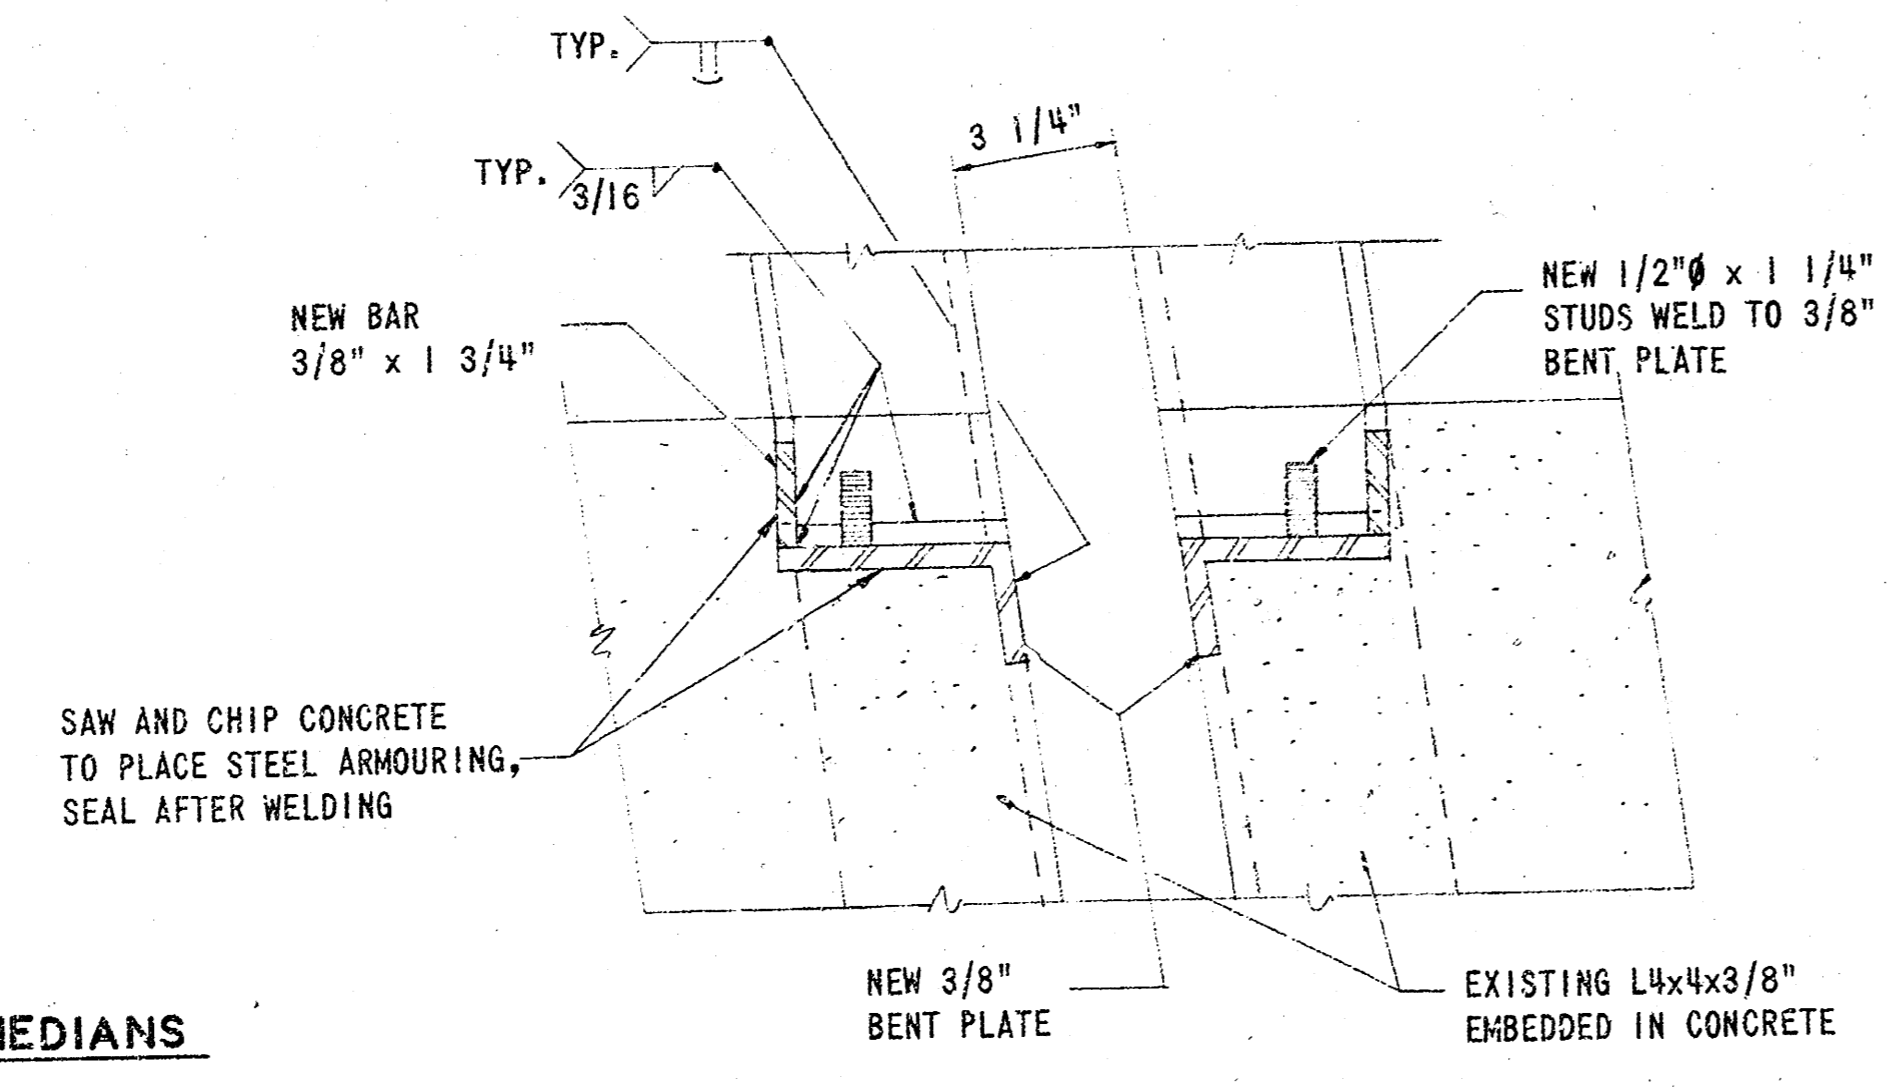 TYP.
3 1/4"
TYP.
3/16
NEW BAR
3/8" x 1 3/4"
NEW 1/2"Ø x 1 1/4"
STUDS WELD TO 3/8"
BENT PLATE
SAW AND CHIP CONCRETE
TO PLACE STEEL ARMOURING,
SEAL AFTER WELDING
NEW 3/8"
BENT PLATE
EXISTING L4x4x3/8"
EMBEDDED IN CONCRETE